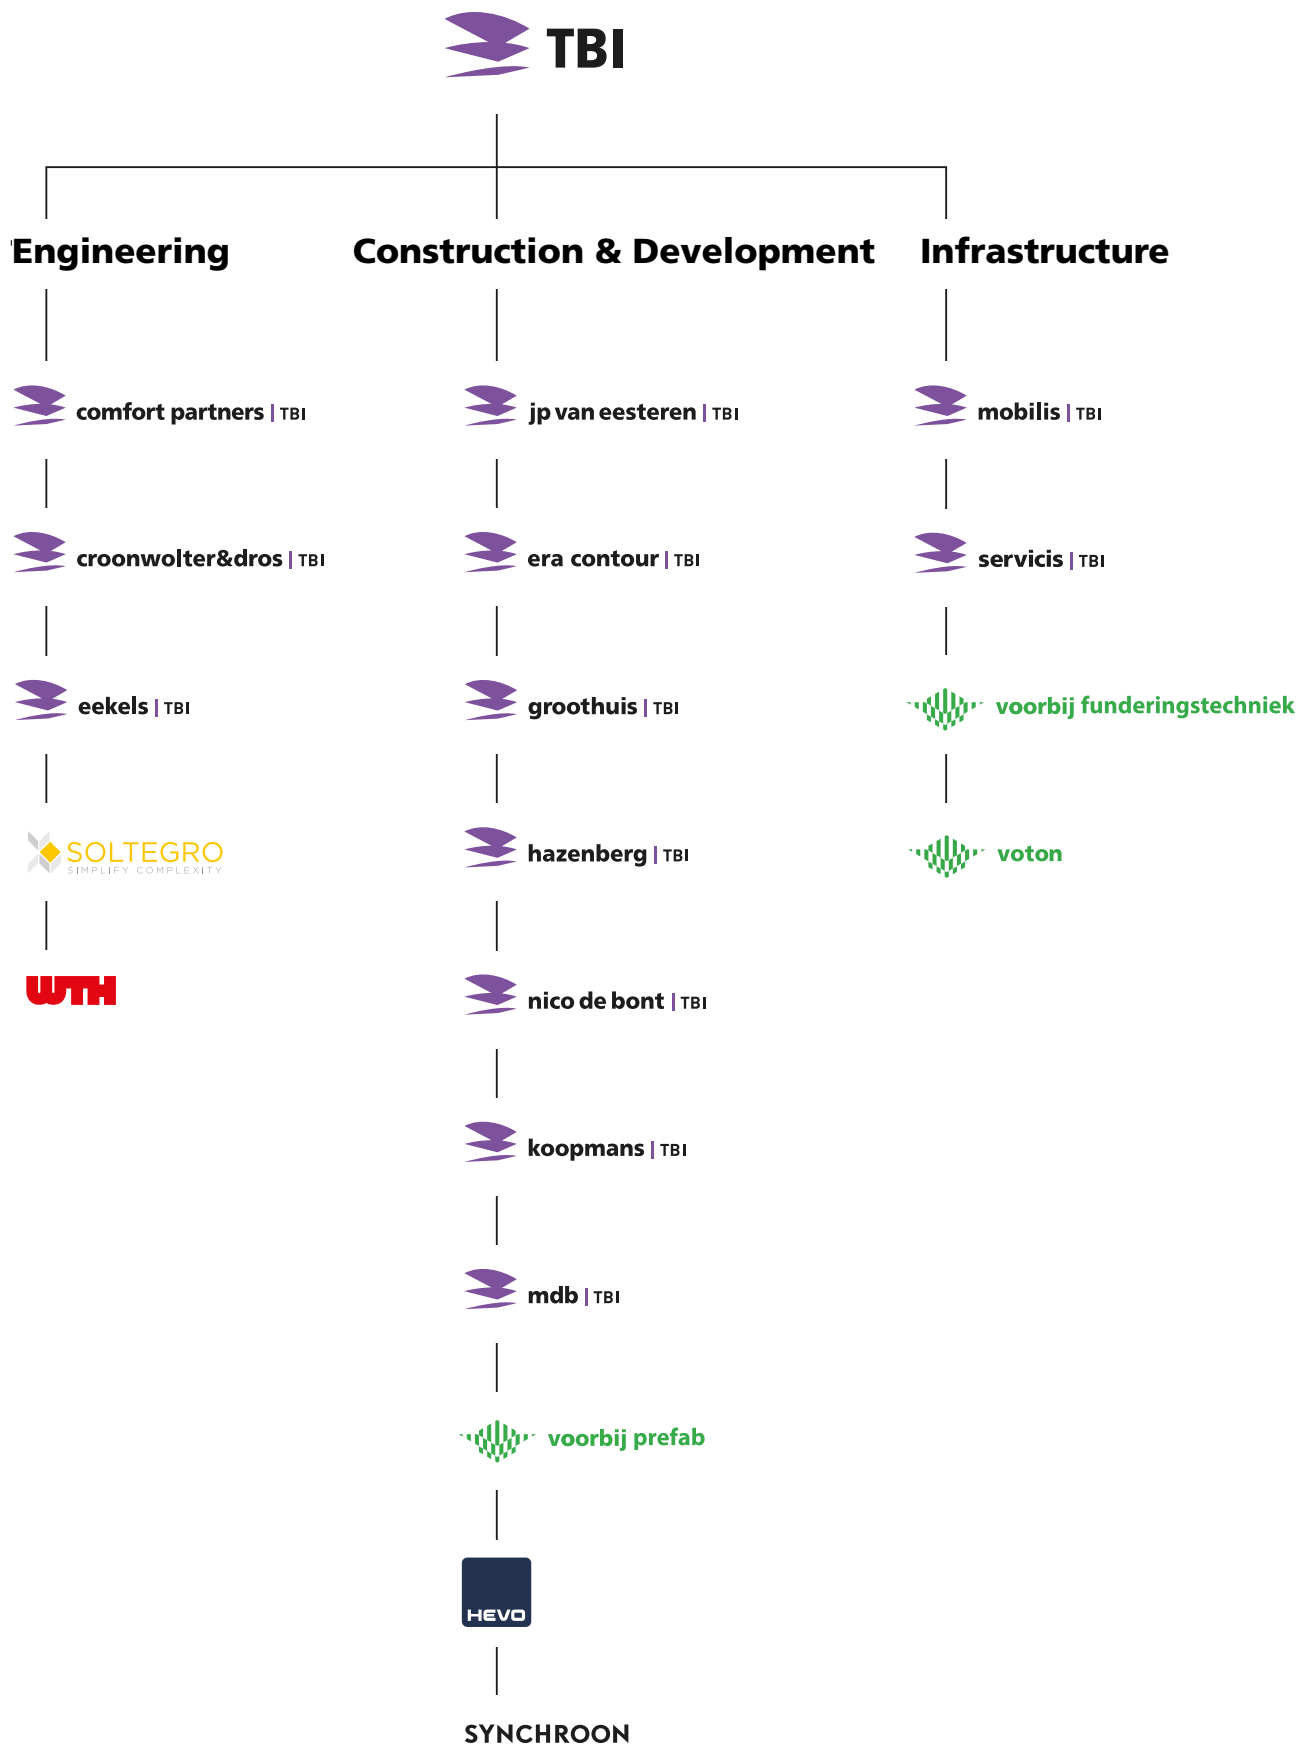 TBI
Engineering
Construction & Development
Infrastructure
comfort partners | TBI
jp van eesteren | TBI
mobilis | TBI
croonwolter&dros | TBI
era contour | TBI
servicis | TBI
eekels | TBI
groothuis | TBI
voorbij funderingstechniek
SOLTEGRO
SIMPLIFY COMPLEXITY
hazenberg | TBI
voton
WTH
nico de bont | TBI
koopmans | TBI
mdb | TBI
voorbij prefab
HEVO
SYNCHROON